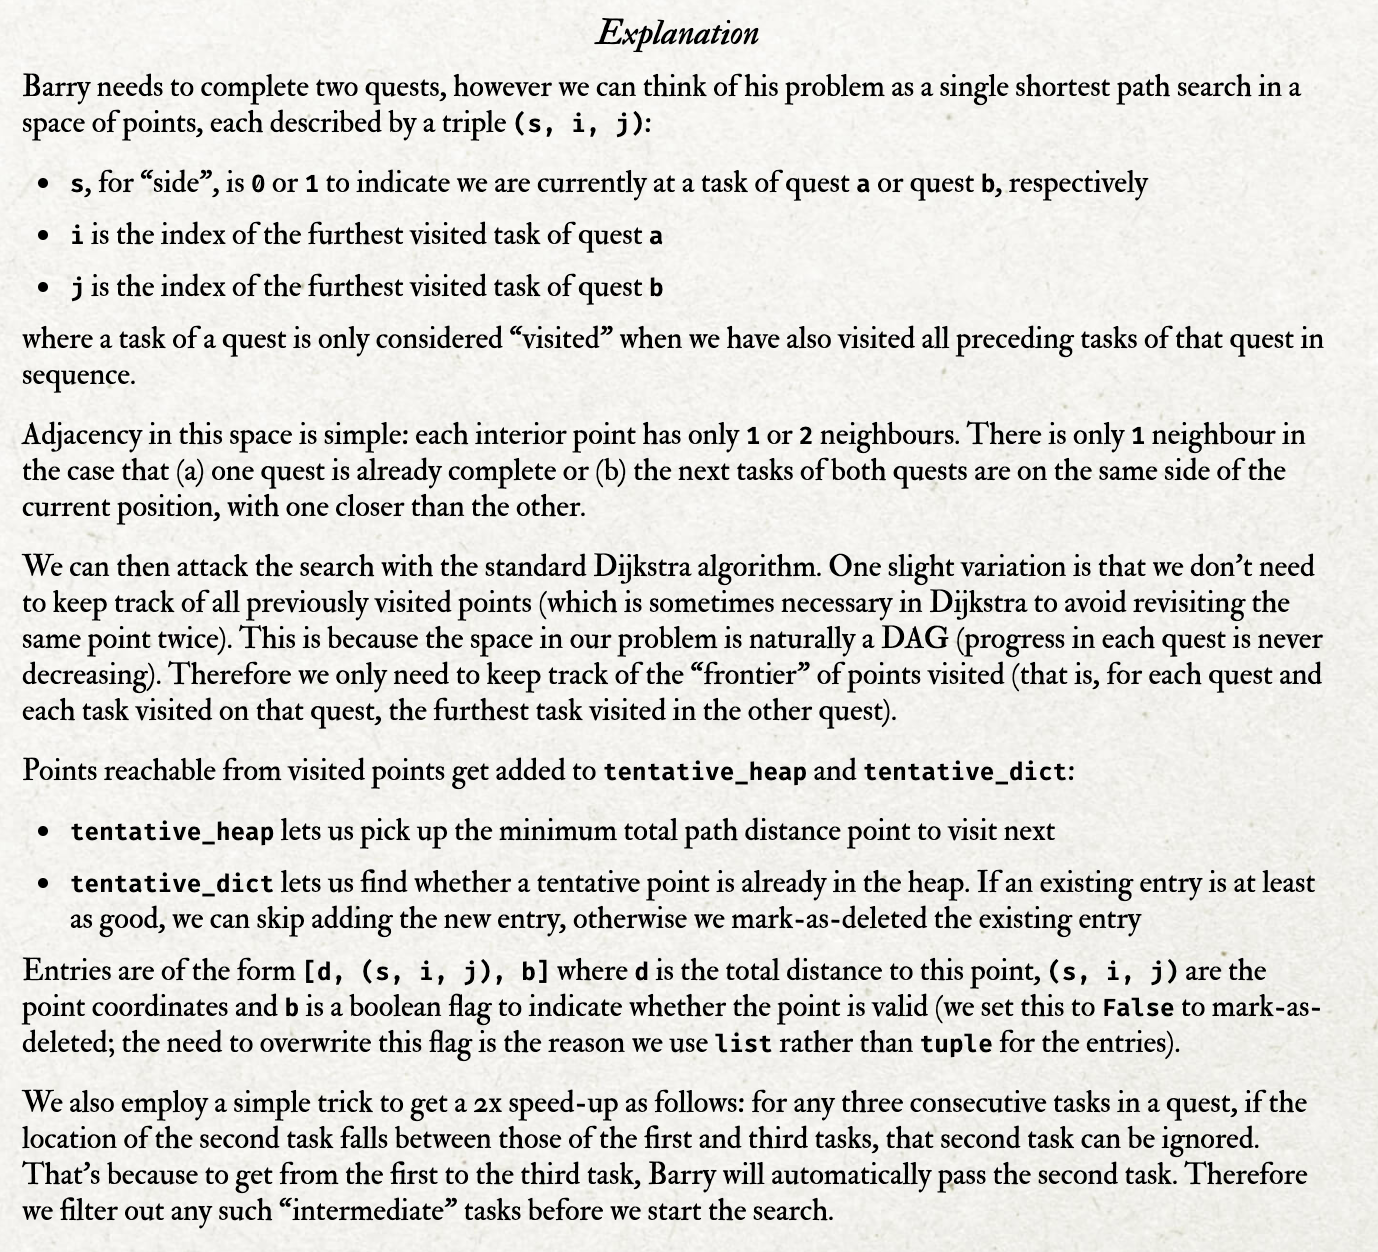 Explanation
Barry needs to complete two quests, however we can think of his problem as a single shortest path search in a
space of points, each described by a triple (s, i, j):
• s, for “side”, is 0 or 1 to indicate we are currently at a task of quest a or quest b, respectively
• i is the index of the furthest visited task of quest a
• j is the index of the furthest visited task of quest b
where a task of a quest is only considered “visited” when we have also visited all preceding tasks of that quest in
sequence.
Adjacency in this space is simple: each interior point has only 1 or 2 neighbours. There is only 1 neighbour in
the case that (a) one quest is already complete or (b) the next tasks of both quests are on the same side of the
current position, with one closer than the other.
We can then attack the search with the standard Dijkstra algorithm. One slight variation is that we don’t need
to keep track of all previously visited points (which is sometimes necessary in Dijkstra to avoid revisiting the
same point twice). This is because the space in our problem is naturally a DAG (progress in each quest is never
decreasing). Therefore we only need to keep track of the “frontier” of points visited (that is, for each quest and
each task visited on that quest, the furthest task visited in the other quest).
Points reachable from visited points get added to tentative_heap and tentative_dict:
• tentative_heap lets us pick up the minimum total path distance point to visit next
• tentative_dict lets us find whether a tentative point is already in the heap. If an existing entry is at least
as good, we can skip adding the new entry, otherwise we mark-as-deleted the existing entry
Entries are of the form [d, (s, i, j), b] where d is the total distance to this point, (s, i, j) are the
point coordinates and b is a boolean flag to indicate whether the point is valid (we set this to False to mark-as-
deleted; the need to overwrite this flag is the reason we use list rather than tuple for the entries).
We also employ a simple trick to get a 2x speed-up as follows: for any three consecutive tasks in a quest, if the
location of the second task falls between those of the first and third tasks, that second task can be ignored.
That’s because to get from the first to the third task, Barry will automatically pass the second task. Therefore
we filter out any such “intermediate” tasks before we start the search.